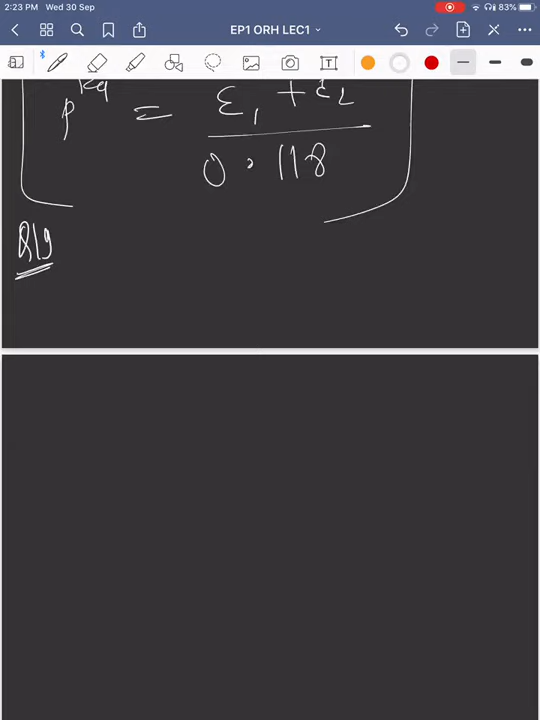 2:23 PM Wed 30 Sep 83%
EP1 ORH LEC1
T
p = ε₁ + ε₂
0.118
Q19